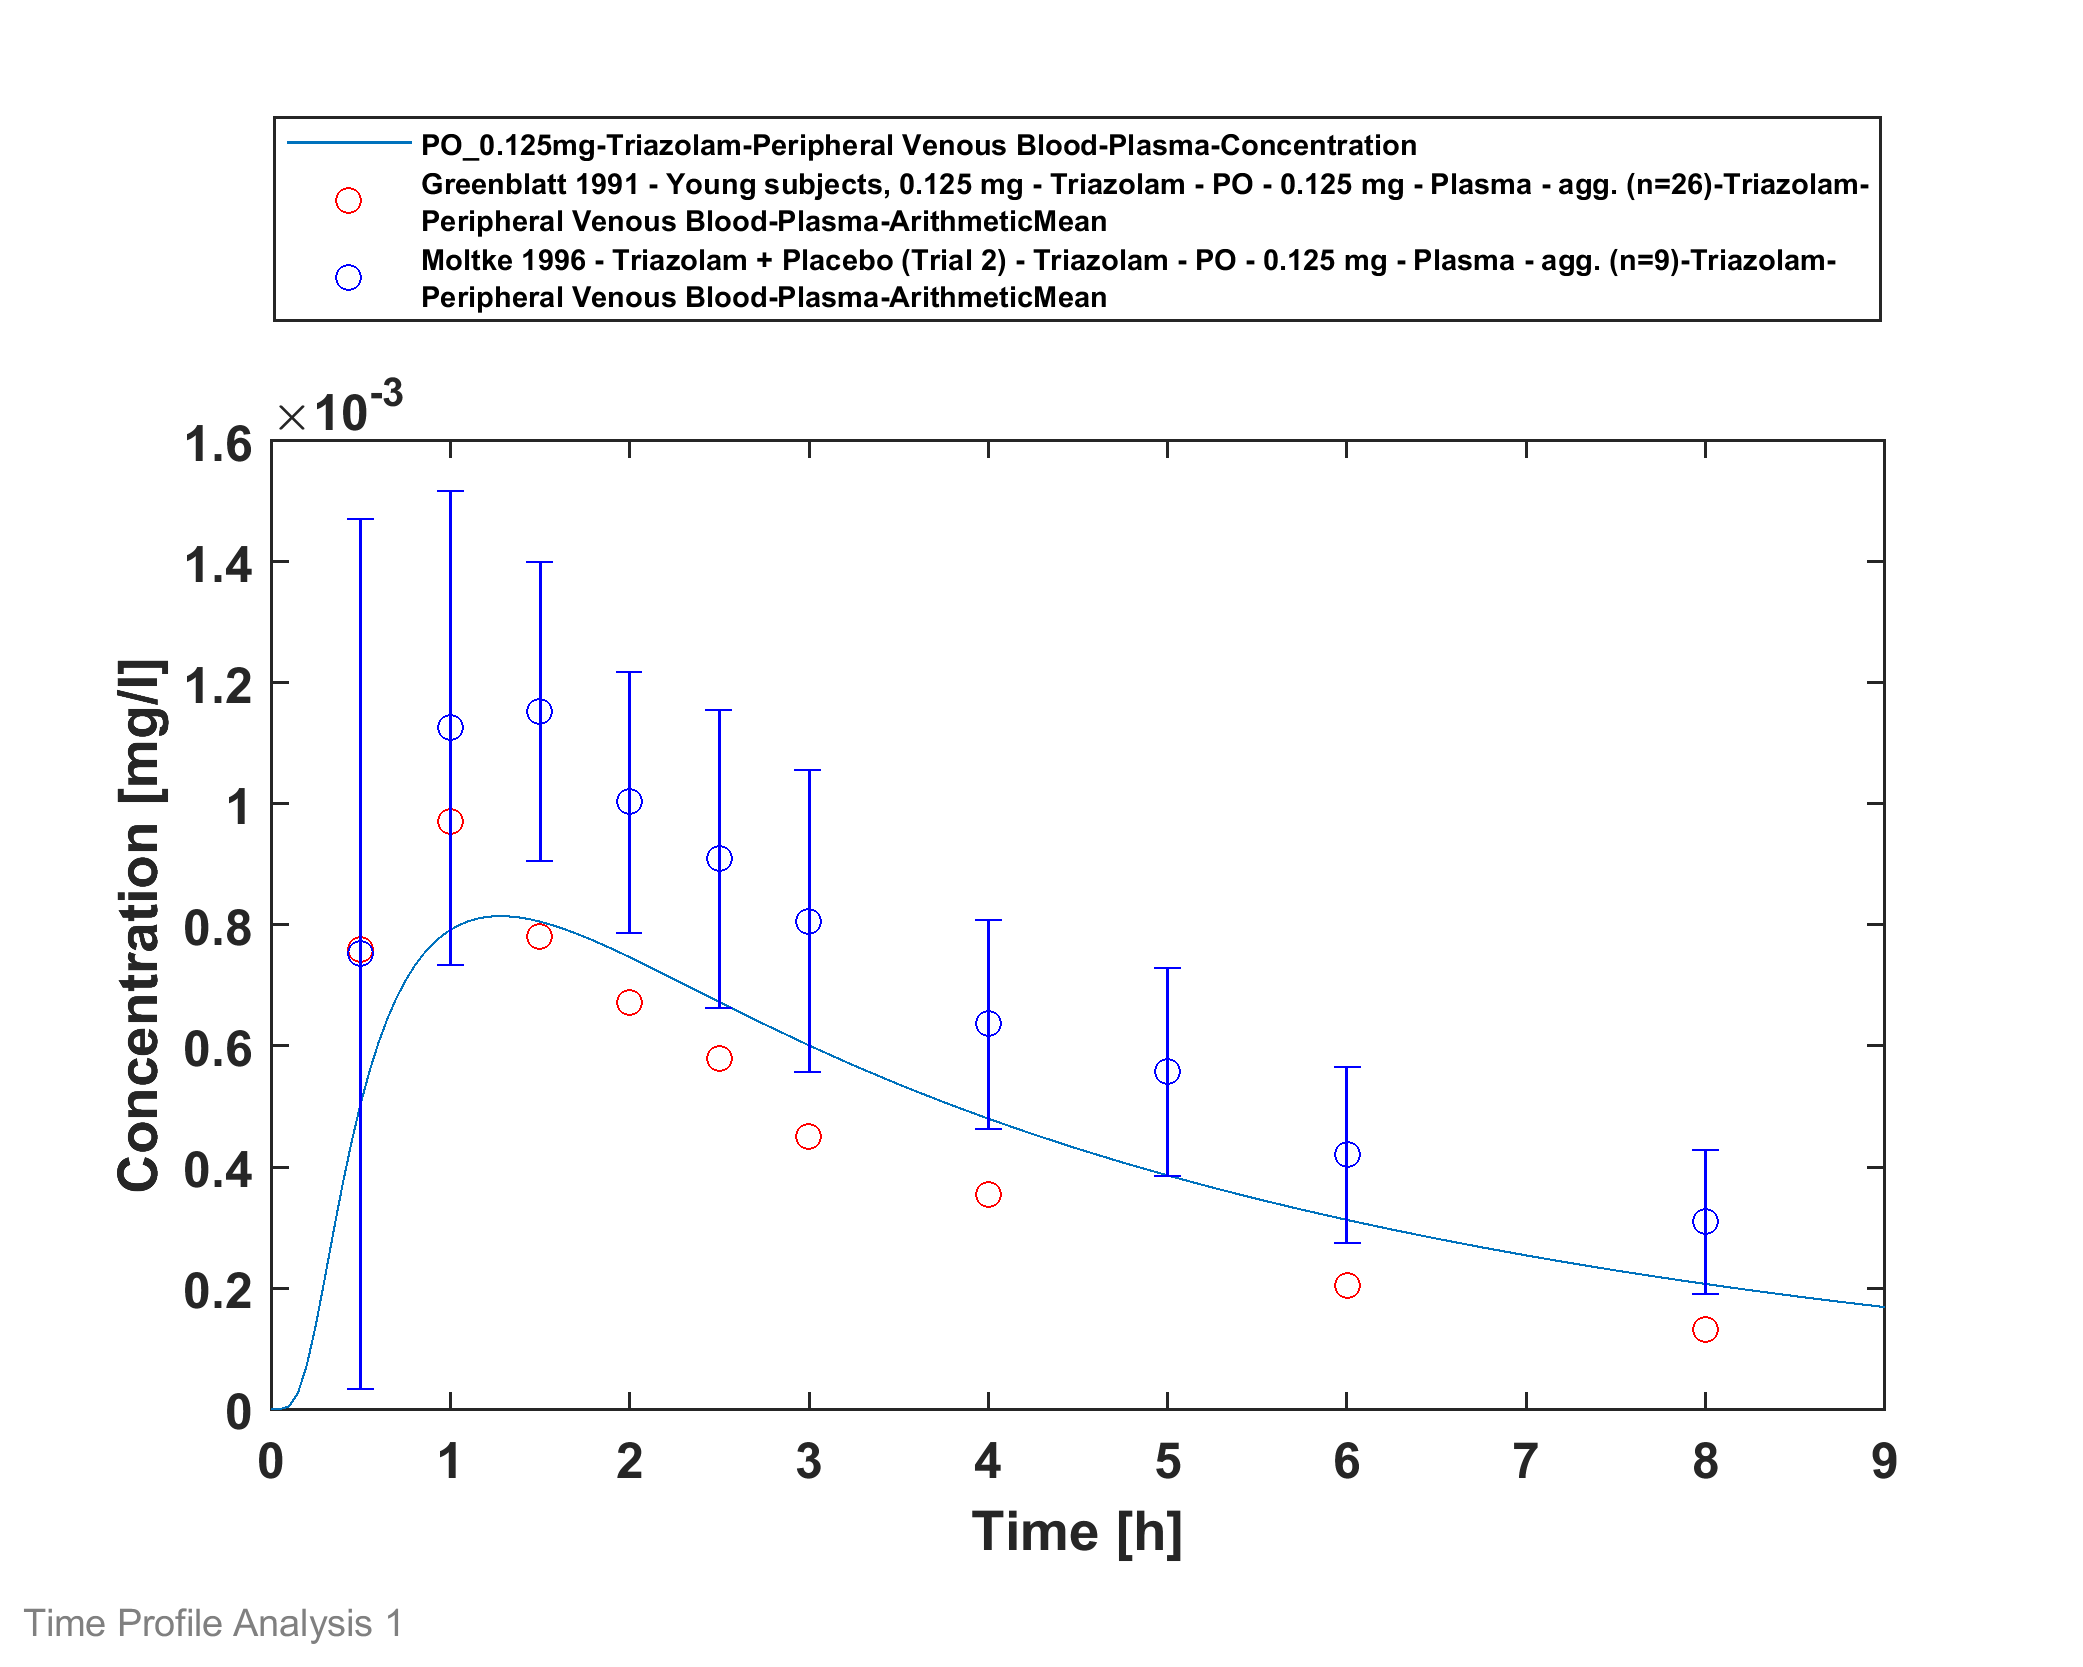 PO_0.125mg-Triazolam-Peripheral Venous Blood-Plasma-Concentration
Greenblatt 1991 - Young subjects, 0.125 mg - Triazolam - PO - 0.125 mg - Plasma - agg. (n=26)-Triazolam-
Peripheral Venous Blood-Plasma-ArithmeticMean
Moltke 1996 - Triazolam + Placebo (Trial 2) - Triazolam - PO - 0.125 mg - Plasma - agg. (n=9)-Triazolam-
Peripheral Venous Blood-Plasma-ArithmeticMean
×10^-3
1.6
1.4
1.2
1
0.8
0.6
0.4
0.2
0
Concentration [mg/l]
0 1 2 3 4 5 6 7 8 9
Time [h]
Time Profile Analysis 1